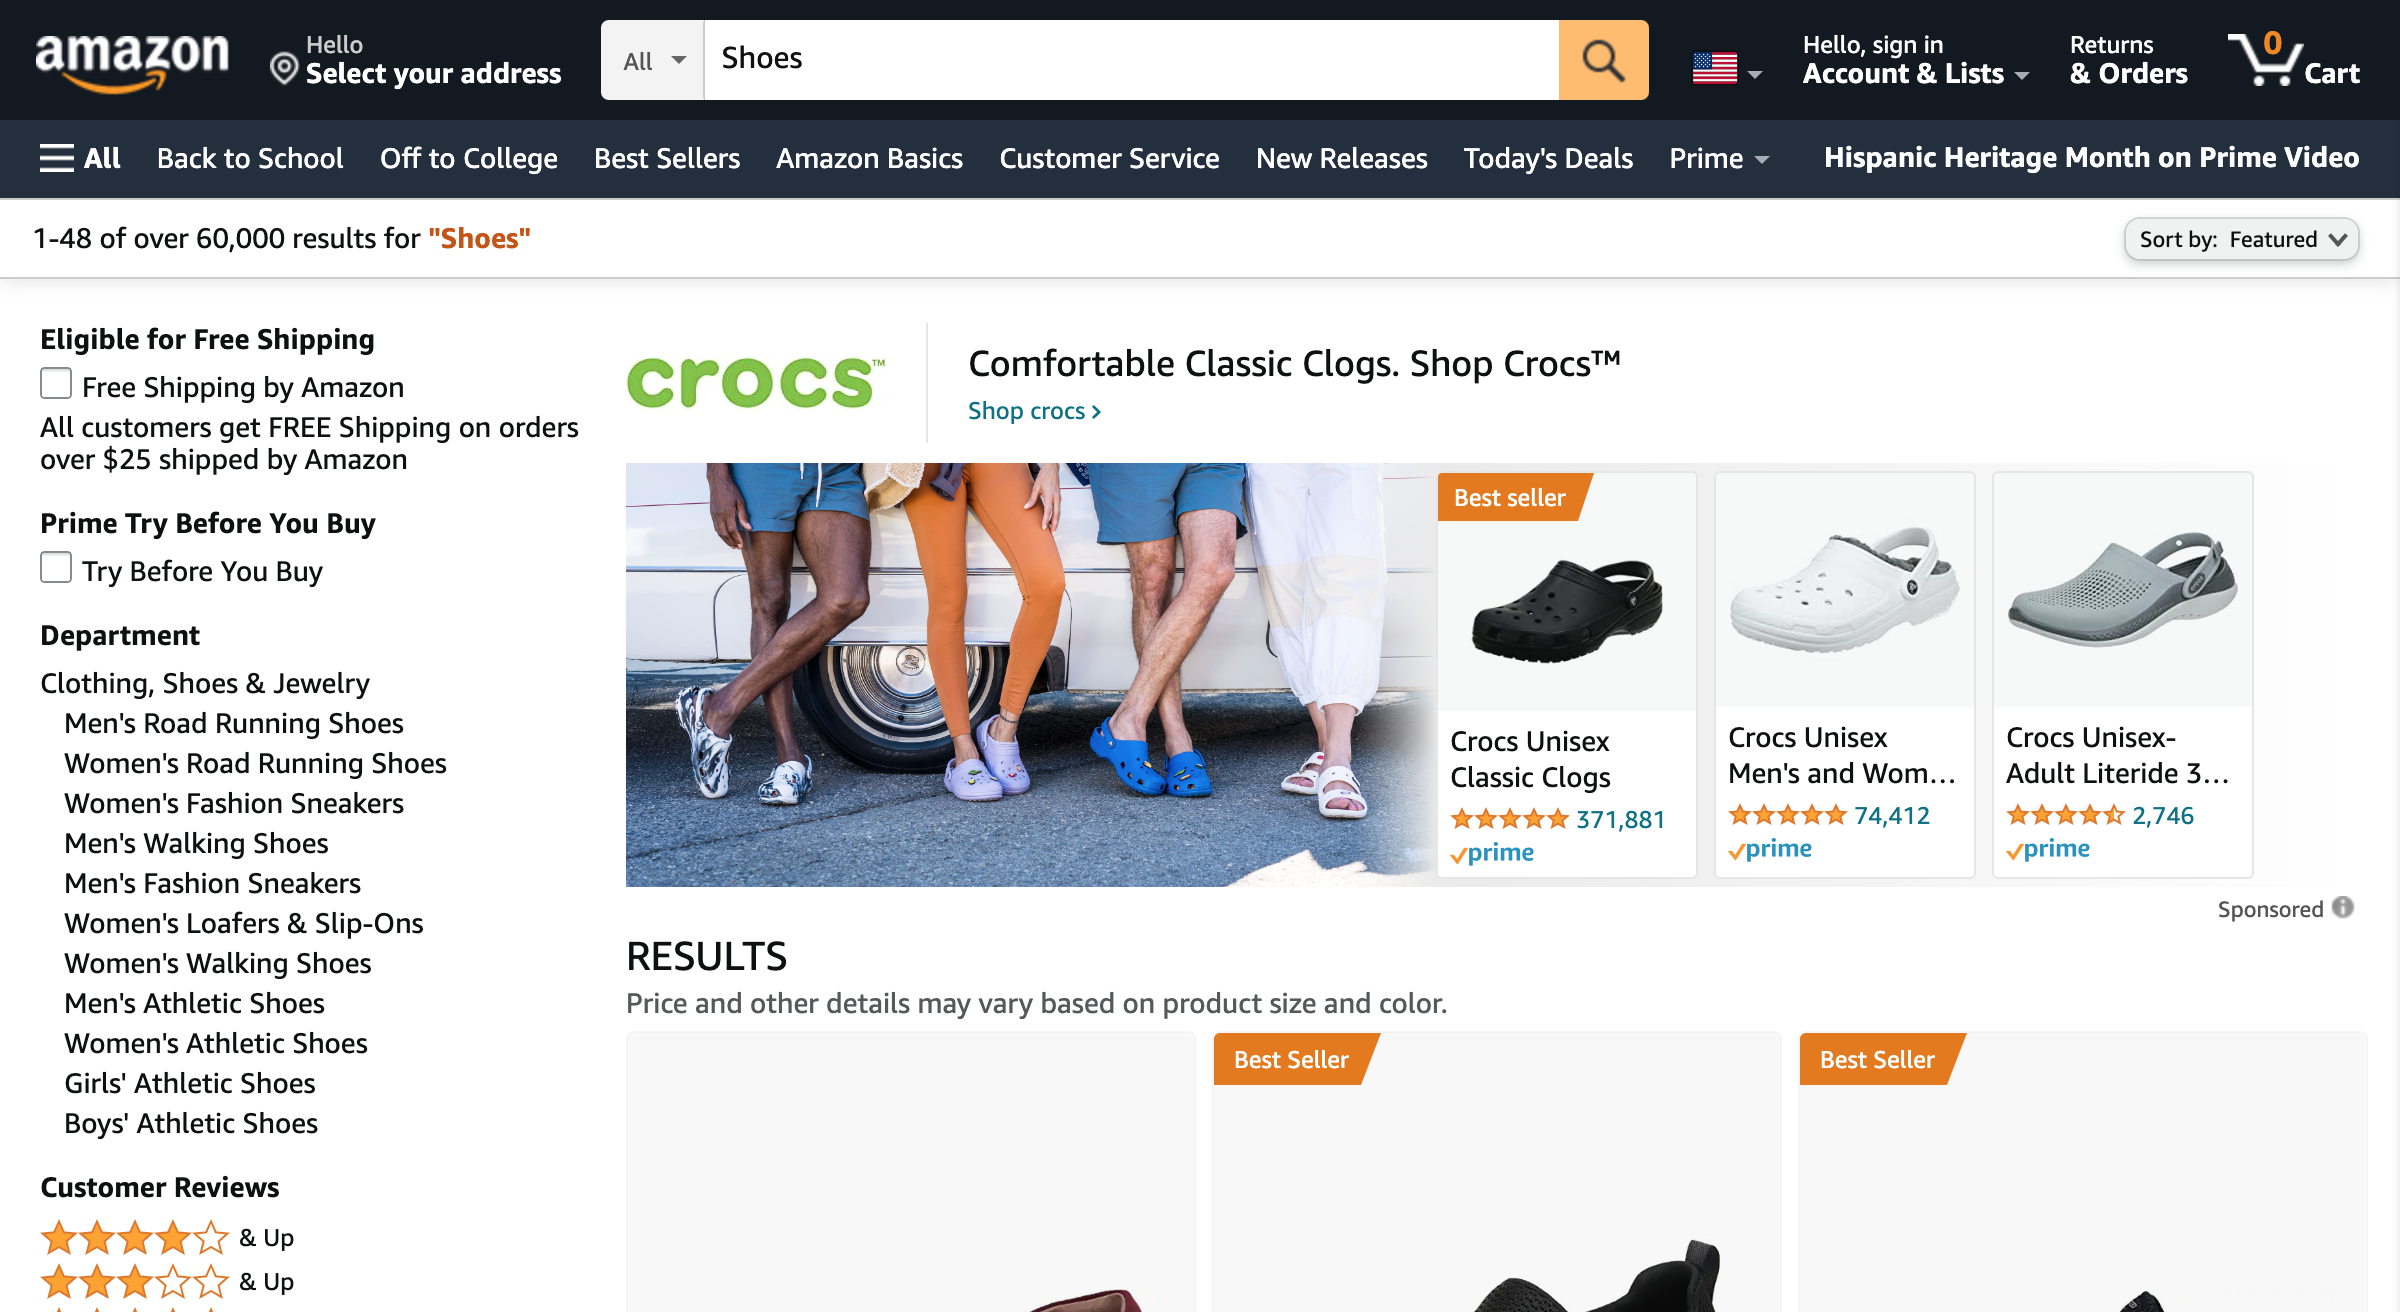 amazon
Hello
Select your address
All
Shoes
Hello, sign in
Account & Lists
Returns
& Orders
0
Cart
All
Back to School
Off to College
Best Sellers
Amazon Basics
Customer Service
New Releases
Today's Deals
Prime
Hispanic Heritage Month on Prime Video
1-48 of over 60,000 results for "Shoes"
Sort by: Featured
Eligible for Free Shipping
Free Shipping by Amazon
All customers get FREE Shipping on orders
over $25 shipped by Amazon
Prime Try Before You Buy
Try Before You Buy
Department
Clothing, Shoes & Jewelry
Men's Road Running Shoes
Women's Road Running Shoes
Women's Fashion Sneakers
Men's Walking Shoes
Men's Fashion Sneakers
Women's Loafers & Slip-Ons
Women's Walking Shoes
Men's Athletic Shoes
Women's Athletic Shoes
Girls' Athletic Shoes
Boys' Athletic Shoes
Customer Reviews
& Up
& Up
crocs™
Comfortable Classic Clogs. Shop Crocs™
Shop crocs ›
Best seller
Crocs Unisex
Classic Clogs
371,881
prime
Crocs Unisex
Men's and Wom...
74,412
prime
Crocs Unisex-
Adult Literide 3...
2,746
prime
Sponsored
RESULTS
Price and other details may vary based on product size and color.
Best Seller
Best Seller